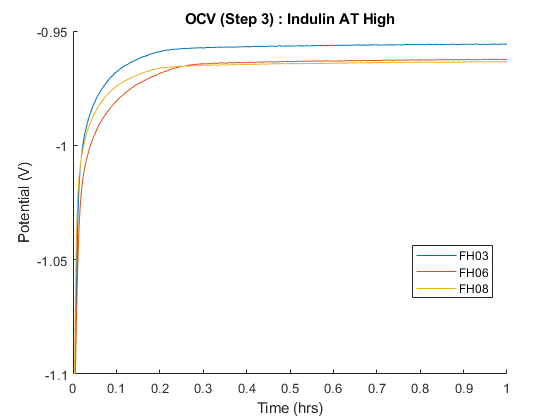 OCV (Step 3) : Indulin AT High
-0.95
-1
-1.05
-1.1
Potential (V)
FH03
FH06
FH08
0 0.1 0.2 0.3 0.4 0.5 0.6 0.7 0.8 0.9 1
Time (hrs)